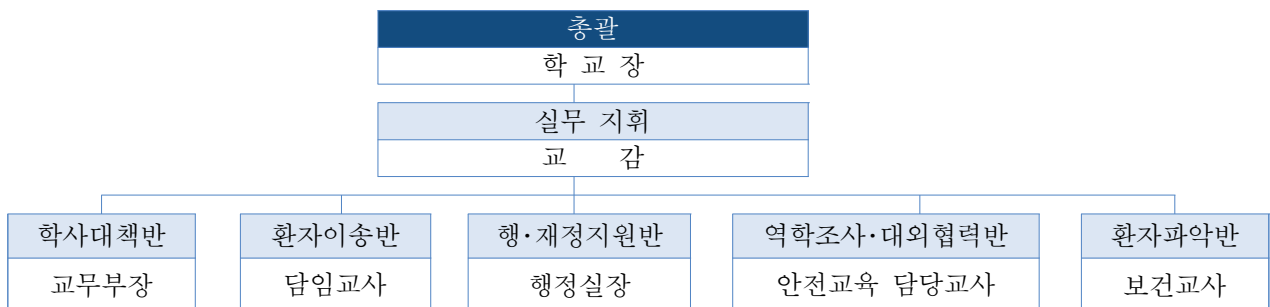 총괄
학 교 장
실무 지휘
교 감
학사대책반 환자이송반 행·재정지원반 역학조사·대외협력반 환자파악반
교무부장 담임교사 행정실장 안전교육 담당교사 보건교사